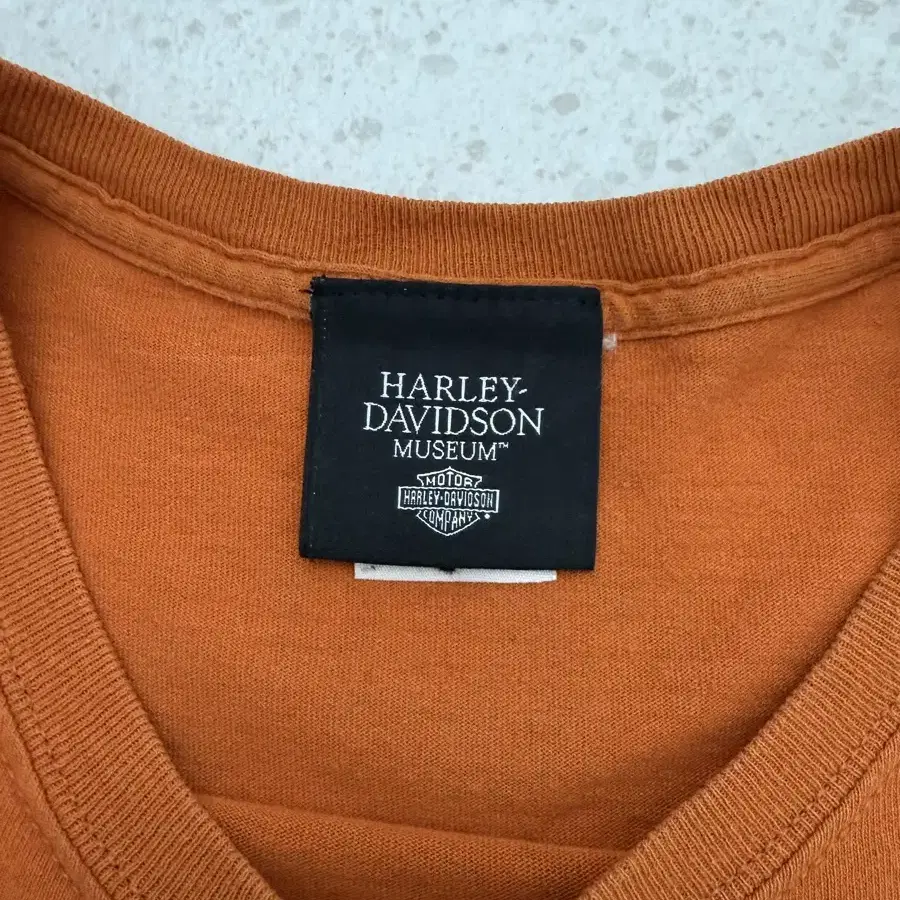 HARLEY-
DAVIDSON
MUSEUM™
MOTOR
HARLEY-DAVIDSON
COMPANY